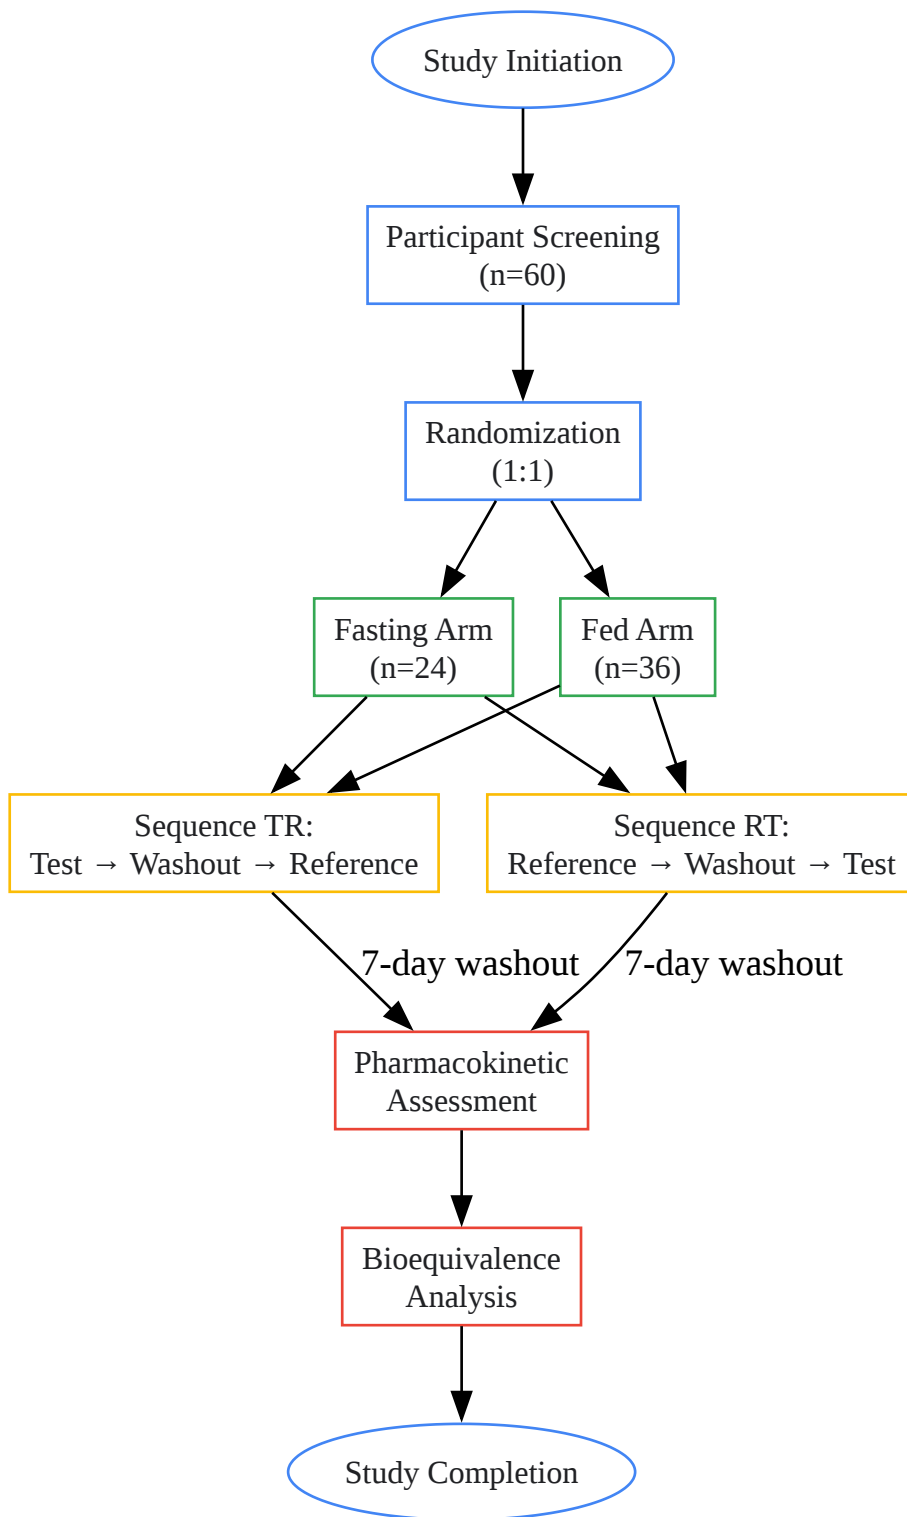 Study Initiation
Participant Screening
(n=60)
Randomization
(1:1)
Fasting Arm
(n=24)
Fed Arm
(n=36)
Sequence TR:
Test → Washout → Reference
Sequence RT:
Reference → Washout → Test
7-day washout
7-day washout
Pharmacokinetic
Assessment
Bioequivalence
Analysis
Study Completion